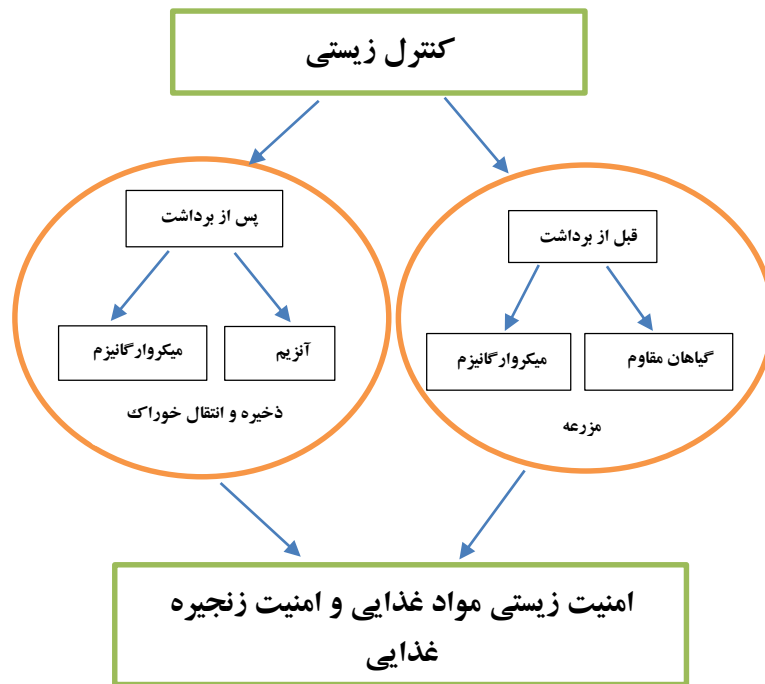 کنترل زیستی
قبل از برداشت
گیاهان مقاوم
میکروارگانیزم
مزرعه
پس از برداشت
آنزیم
میکروارگانیزم
ذخیره و انتقال خوراک
امنیت زیستی مواد غذایی و امنیت زنجیره
غذایی